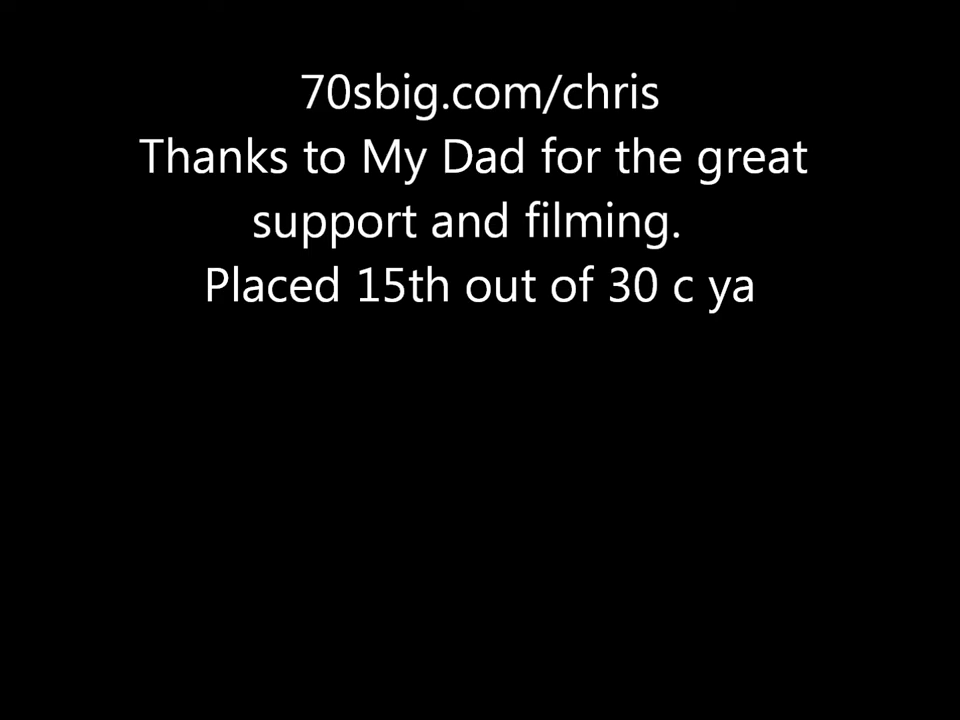 70sbig.com/chris
Thanks to My Dad for the great
support and filming.
Placed 15th out of 30 c ya